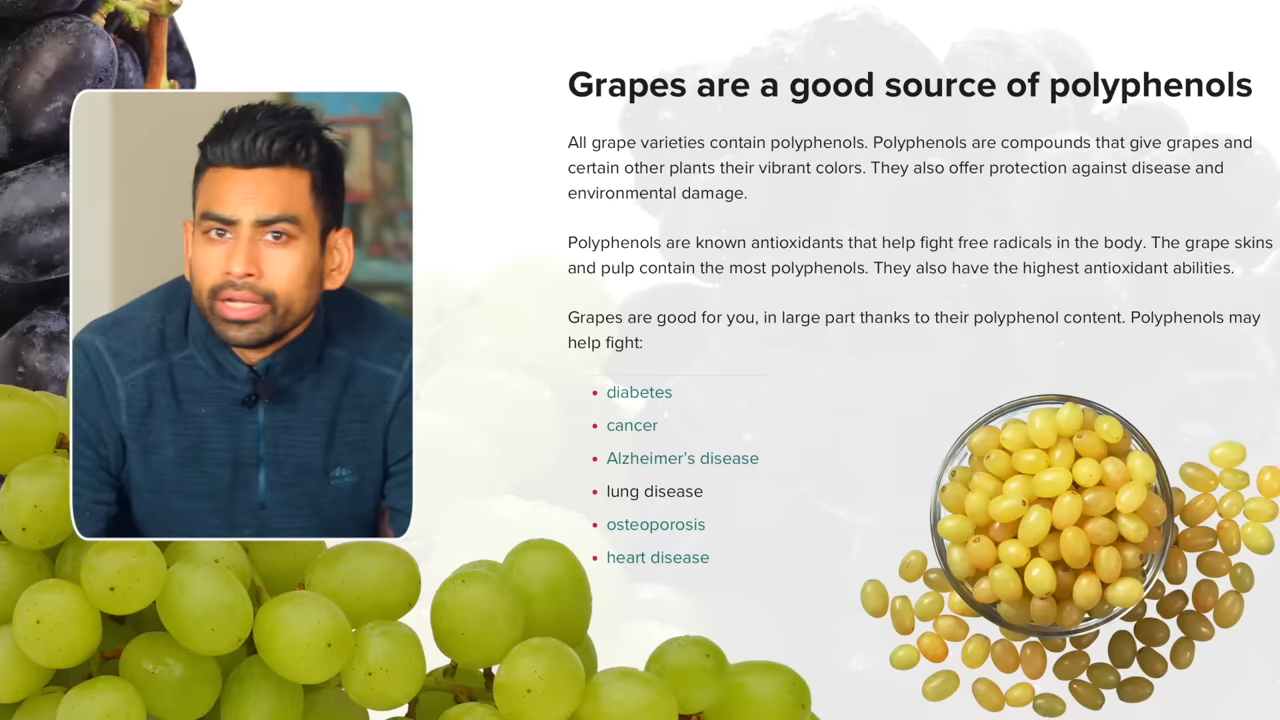 Grapes are a good source of polyphenols
All grape varieties contain polyphenols. Polyphenols are compounds that give grapes and
certain other plants their vibrant colors. They also offer protection against disease and
environmental damage.
Polyphenols are known antioxidants that help fight free radicals in the body. The grape skins
and pulp contain the most polyphenols. They also have the highest antioxidant abilities.
Grapes are good for you, in large part thanks to their polyphenol content. Polyphenols may
help fight:
• diabetes
• cancer
• Alzheimer's disease
• lung disease
• osteoporosis
• heart disease